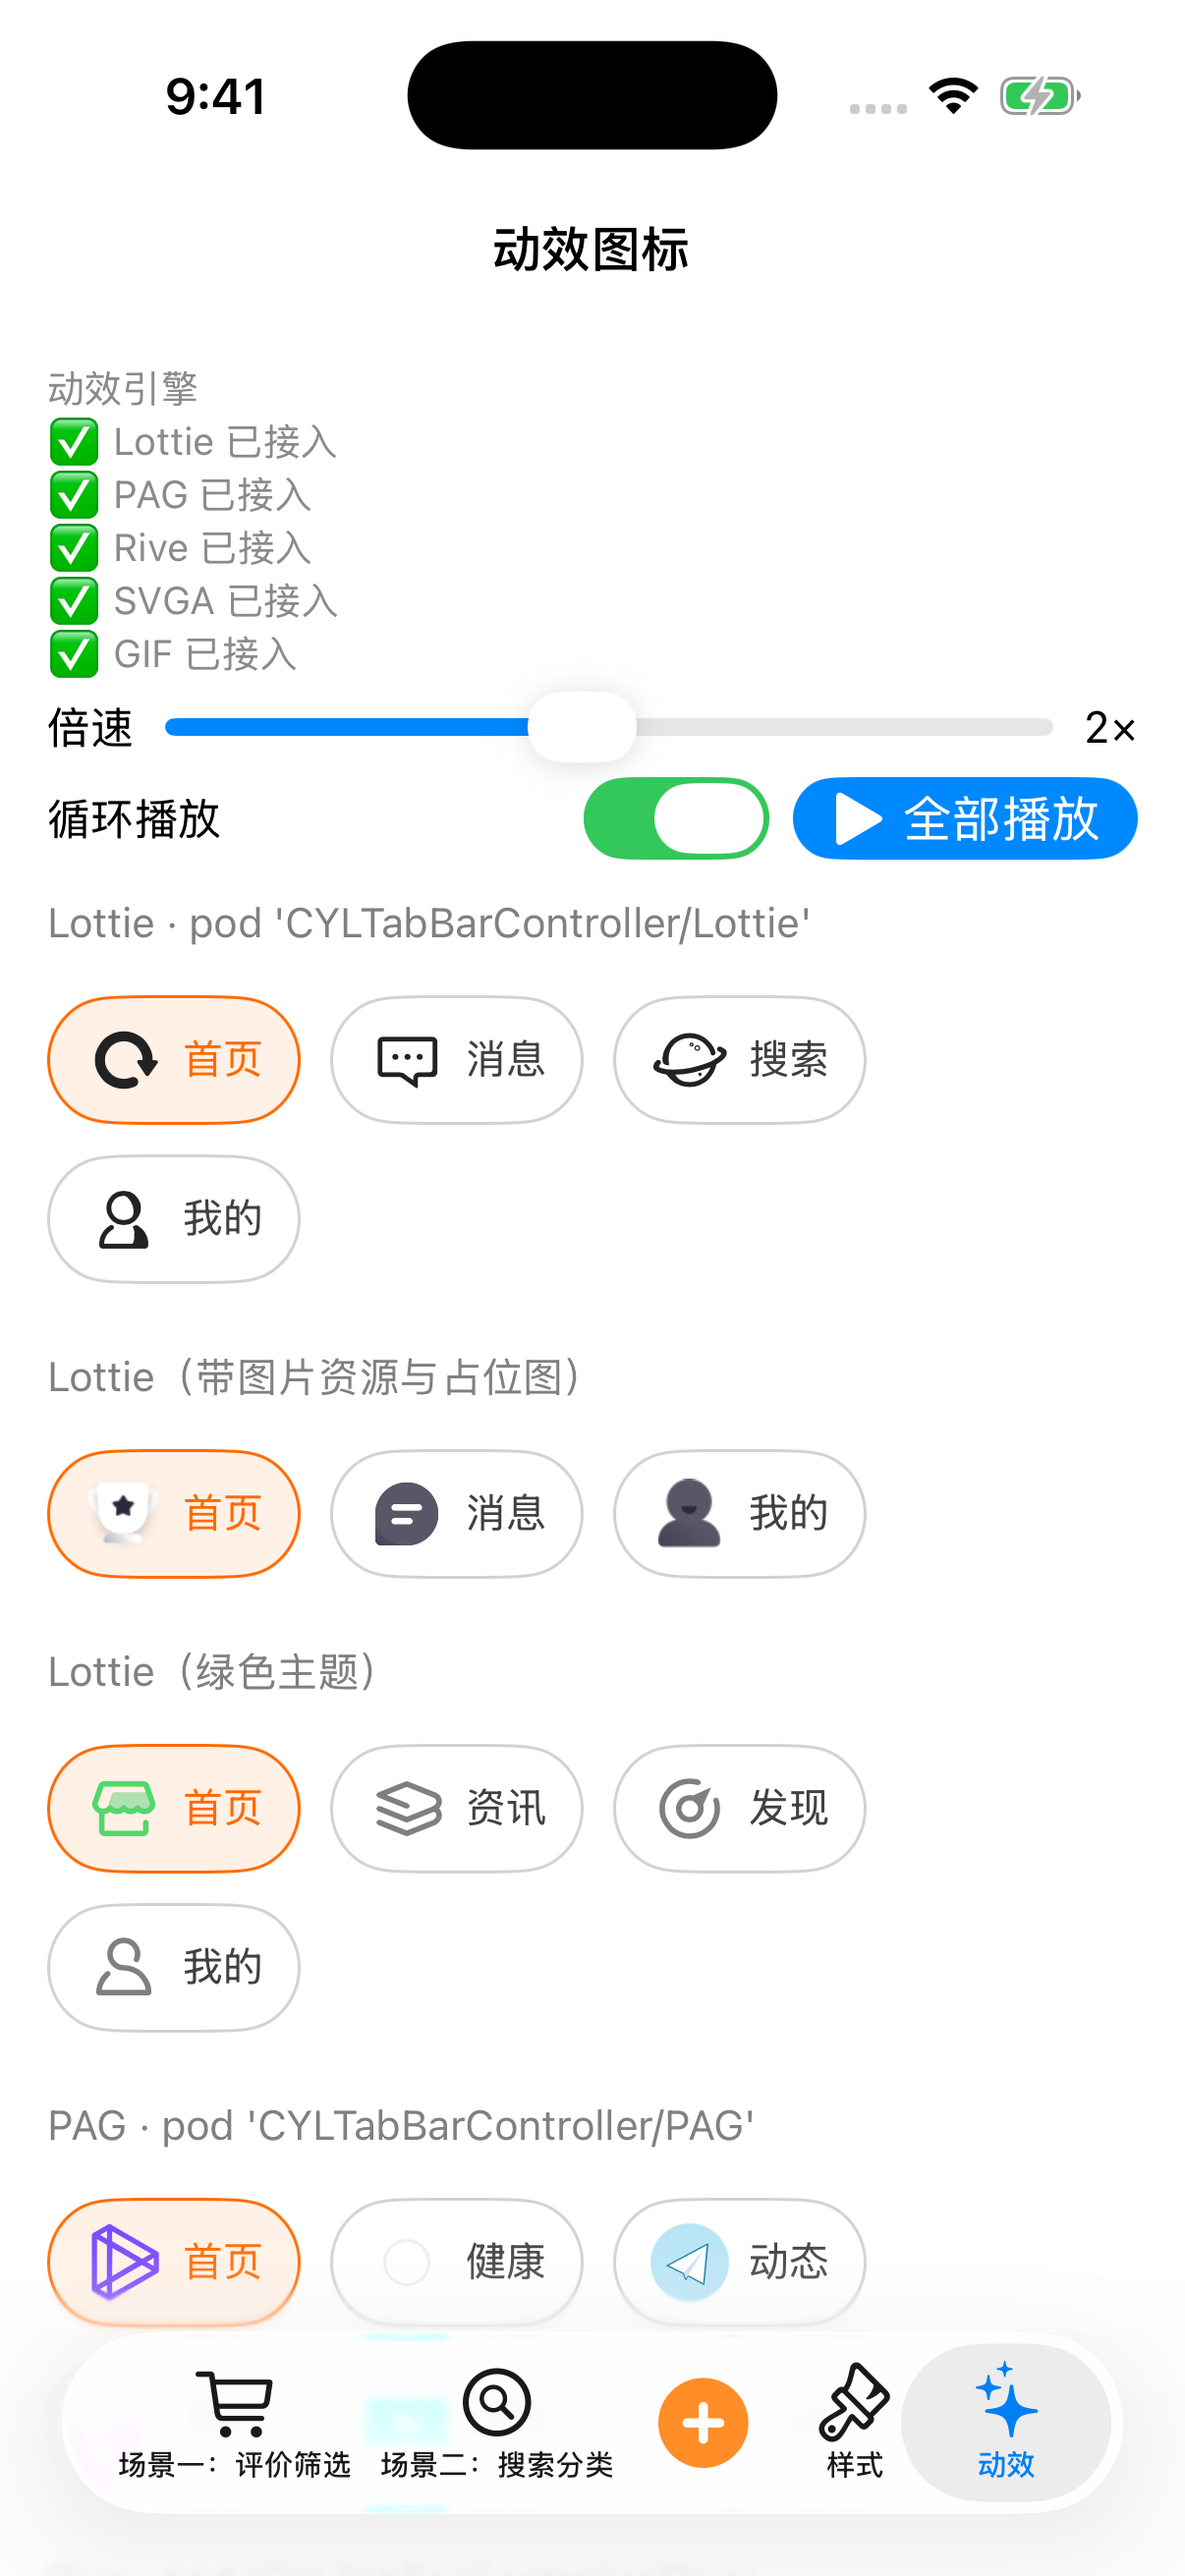 9:41
动效图标
动效引擎
✅ Lottie 已接入
✅ PAG 已接入
✅ Rive 已接入
✅ SVGA 已接入
✅ GIF 已接入
倍速 2×
循环播放 全部播放
Lottie · pod 'CYLTabBarController/Lottie'
首页 消息 搜索
我的
Lottie（带图片资源与占位图）
首页 消息 我的
Lottie（绿色主题）
首页 资讯 发现
我的
PAG · pod 'CYLTabBarController/PAG'
首页 健康 动态
场景一：评价筛选 场景二：搜索分类 样式 动效